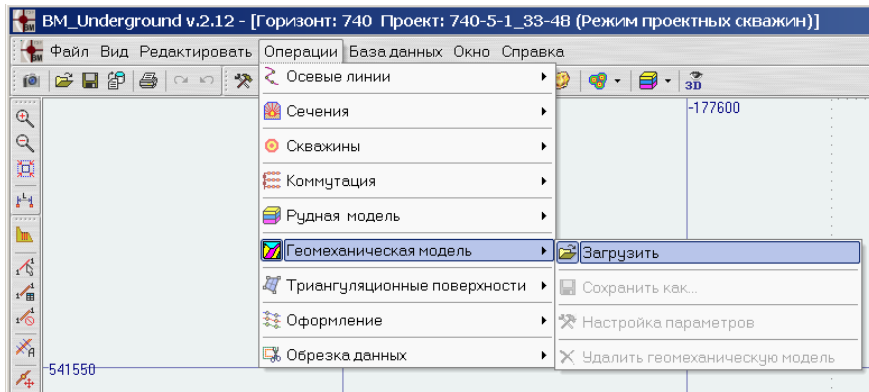 BM_Underground v.2.12 - [Горизонт: 740 Проект: 740-5-1_33-48 (Режим проектных скважин)]
Файл Вид Редактировать Операции База данных Окно Справка
3D
Осевые линии
-177600
Сечения
Скважины
Коммутация
Рудная модель
Геомеханическая модель
Загрузить
Триангуляционные поверхности
Сохранить как...
Оформление
Настройка параметров
Обрезка данных
Удалить геомеханическую модель
-541550